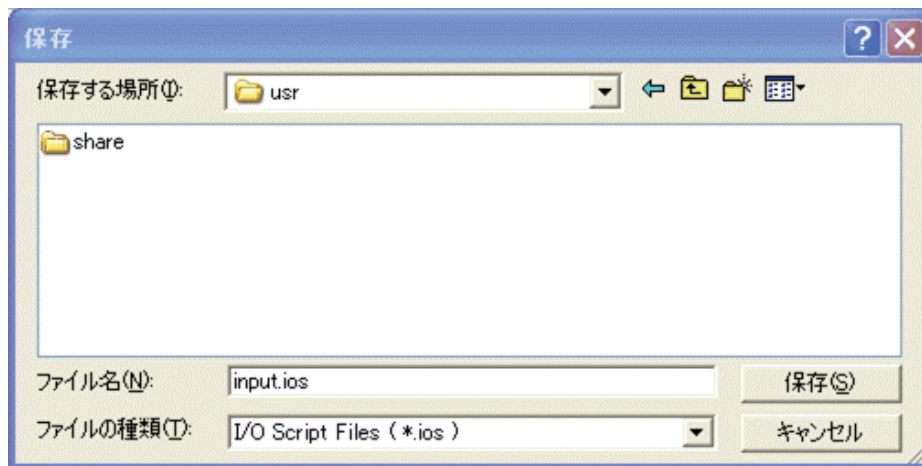 保存
保存する場所(I): usr
share
ファイル名(N): input.ios 保存(S)
ファイルの種類(T): I/O Script Files ( *.ios ) キャンセル